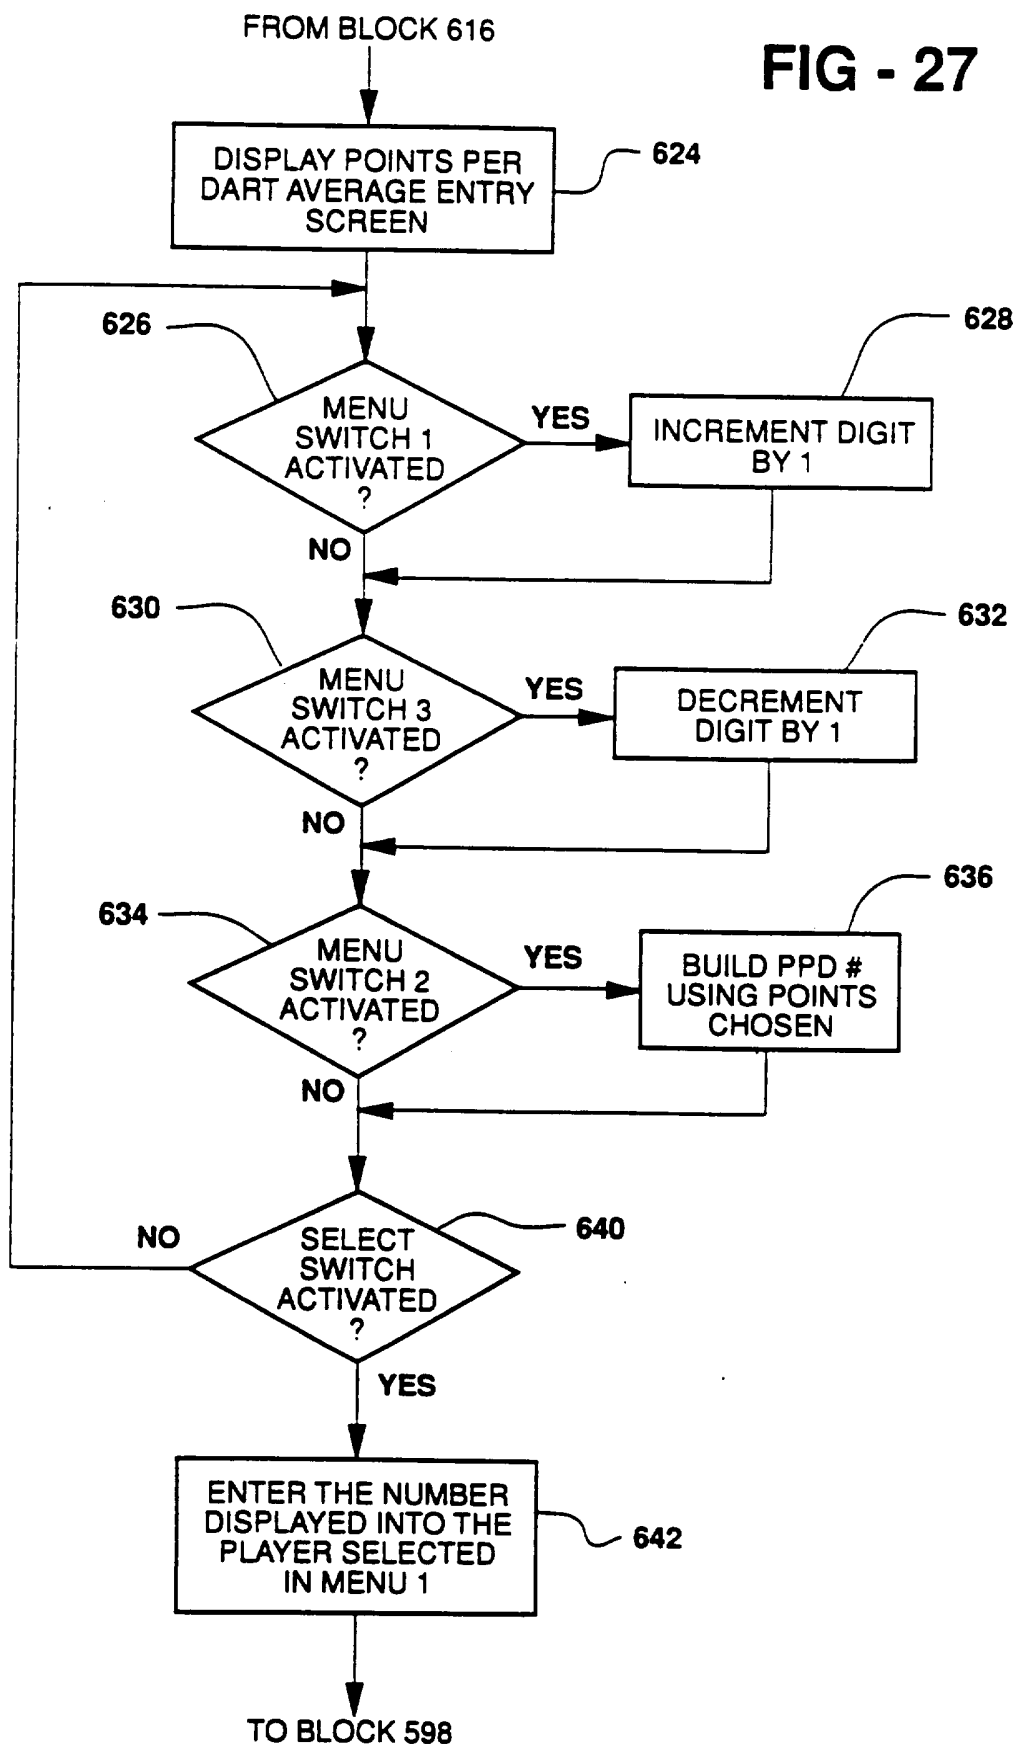 FROM BLOCK 616
FIG - 27
DISPLAY POINTS PER
DART AVERAGE ENTRY
SCREEN
624
626
628
MENU
SWITCH 1
ACTIVATED
?
YES
INCREMENT DIGIT
BY 1
NO
630
632
MENU
SWITCH 3
ACTIVATED
?
YES
DECREMENT
DIGIT BY 1
NO
634
636
MENU
SWITCH 2
ACTIVATED
?
YES
BUILD PPD #
USING POINTS
CHOSEN
NO
640
NO
SELECT
SWITCH
ACTIVATED
?
YES
ENTER THE NUMBER
DISPLAYED INTO THE
PLAYER SELECTED
IN MENU 1
642
TO BLOCK 598